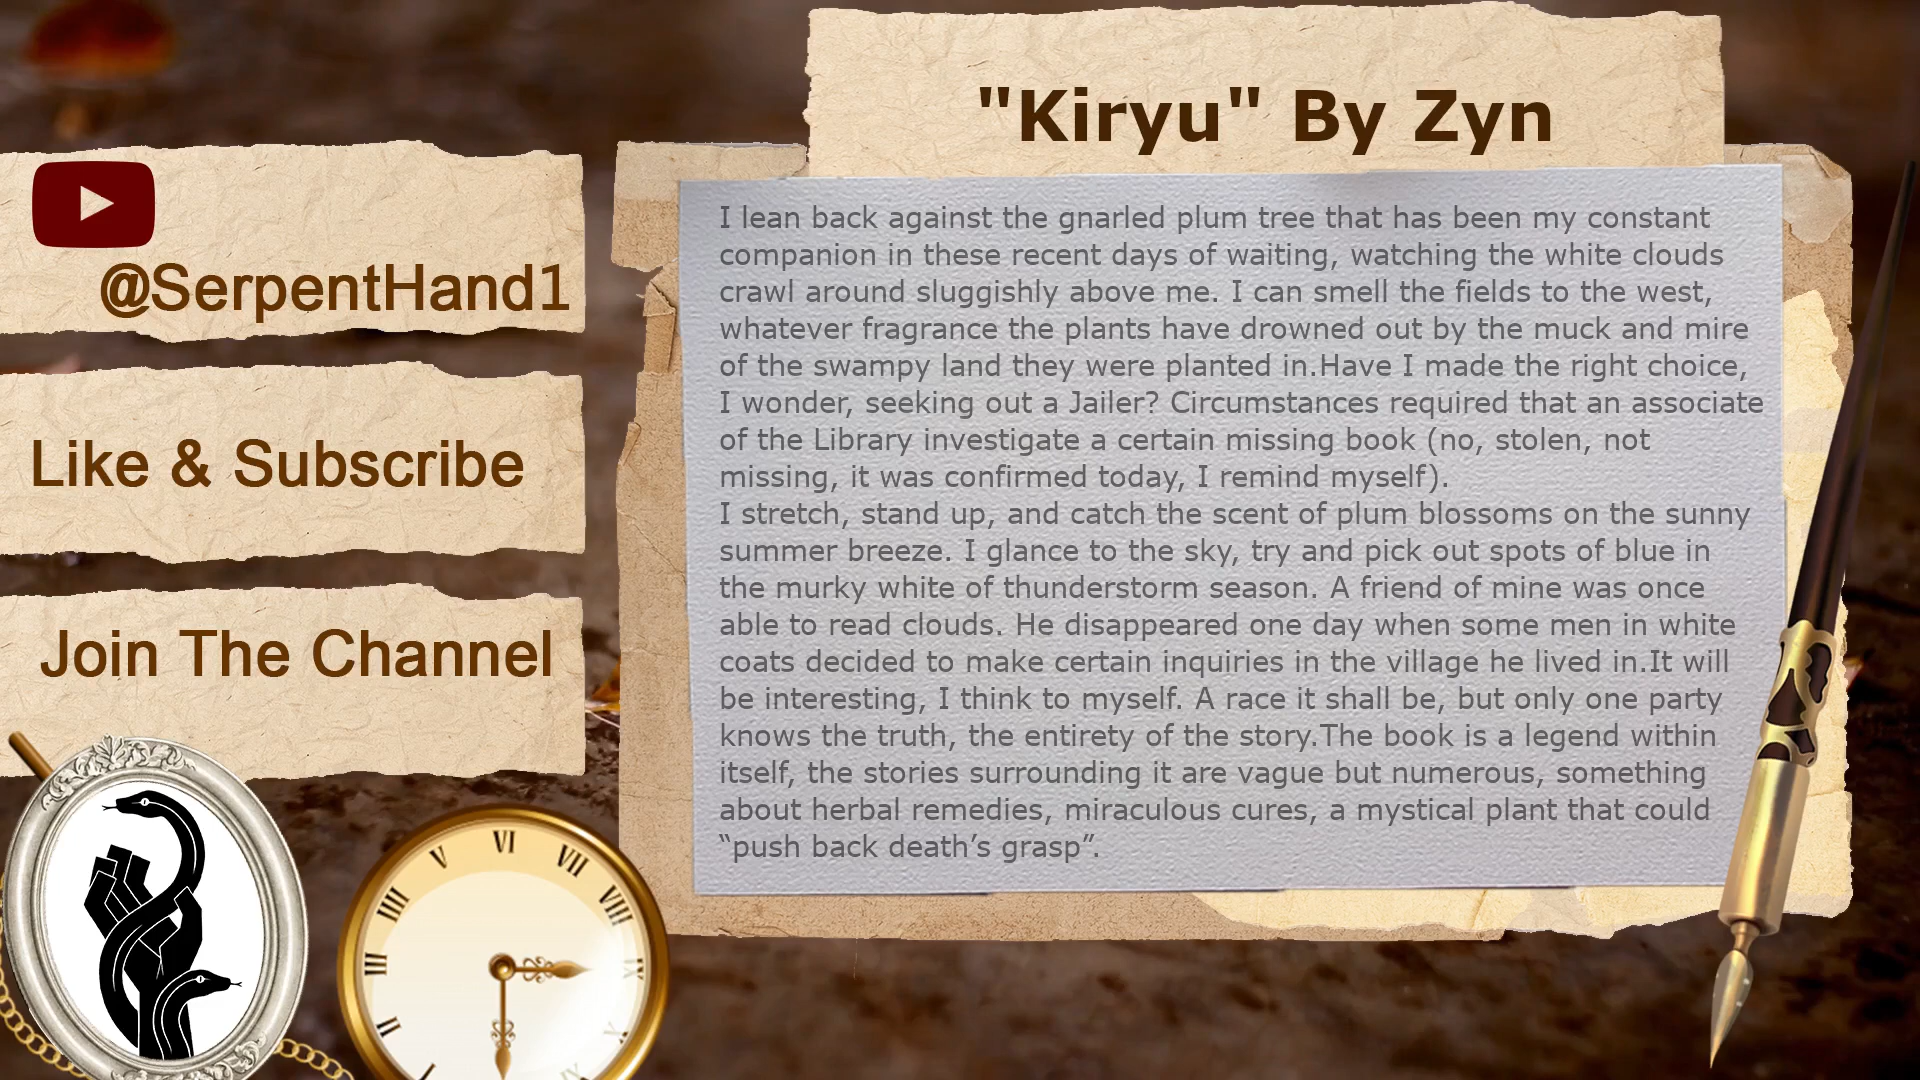 "Kiryu" By Zyn
@SerpentHand1
Like & Subscribe
Join The Channel
I lean back against the gnarled plum tree that has been my constant
companion in these recent days of waiting, watching the white clouds
crawl around sluggishly above me. I can smell the fields to the west,
whatever fragrance the plants have drowned out by the muck and mire
of the swampy land they were planted in.Have I made the right choice,
I wonder, seeking out a Jailer? Circumstances required that an associate
of the Library investigate a certain missing book (no, stolen, not
missing, it was confirmed today, I remind myself).
I stretch, stand up, and catch the scent of plum blossoms on the sunny
summer breeze. I glance to the sky, try and pick out spots of blue in
the murky white of thunderstorm season. A friend of mine was once
able to read clouds. He disappeared one day when some men in white
coats decided to make certain inquiries in the village he lived in.It will
be interesting, I think to myself. A race it shall be, but only one party
knows the truth, the entirety of the story.The book is a legend within
itself, the stories surrounding it are vague but numerous, something
about herbal remedies, miraculous cures, a mystical plant that could
“push back death’s grasp”.
II
III
IIII
V
VI
VII
VIII
IX
X